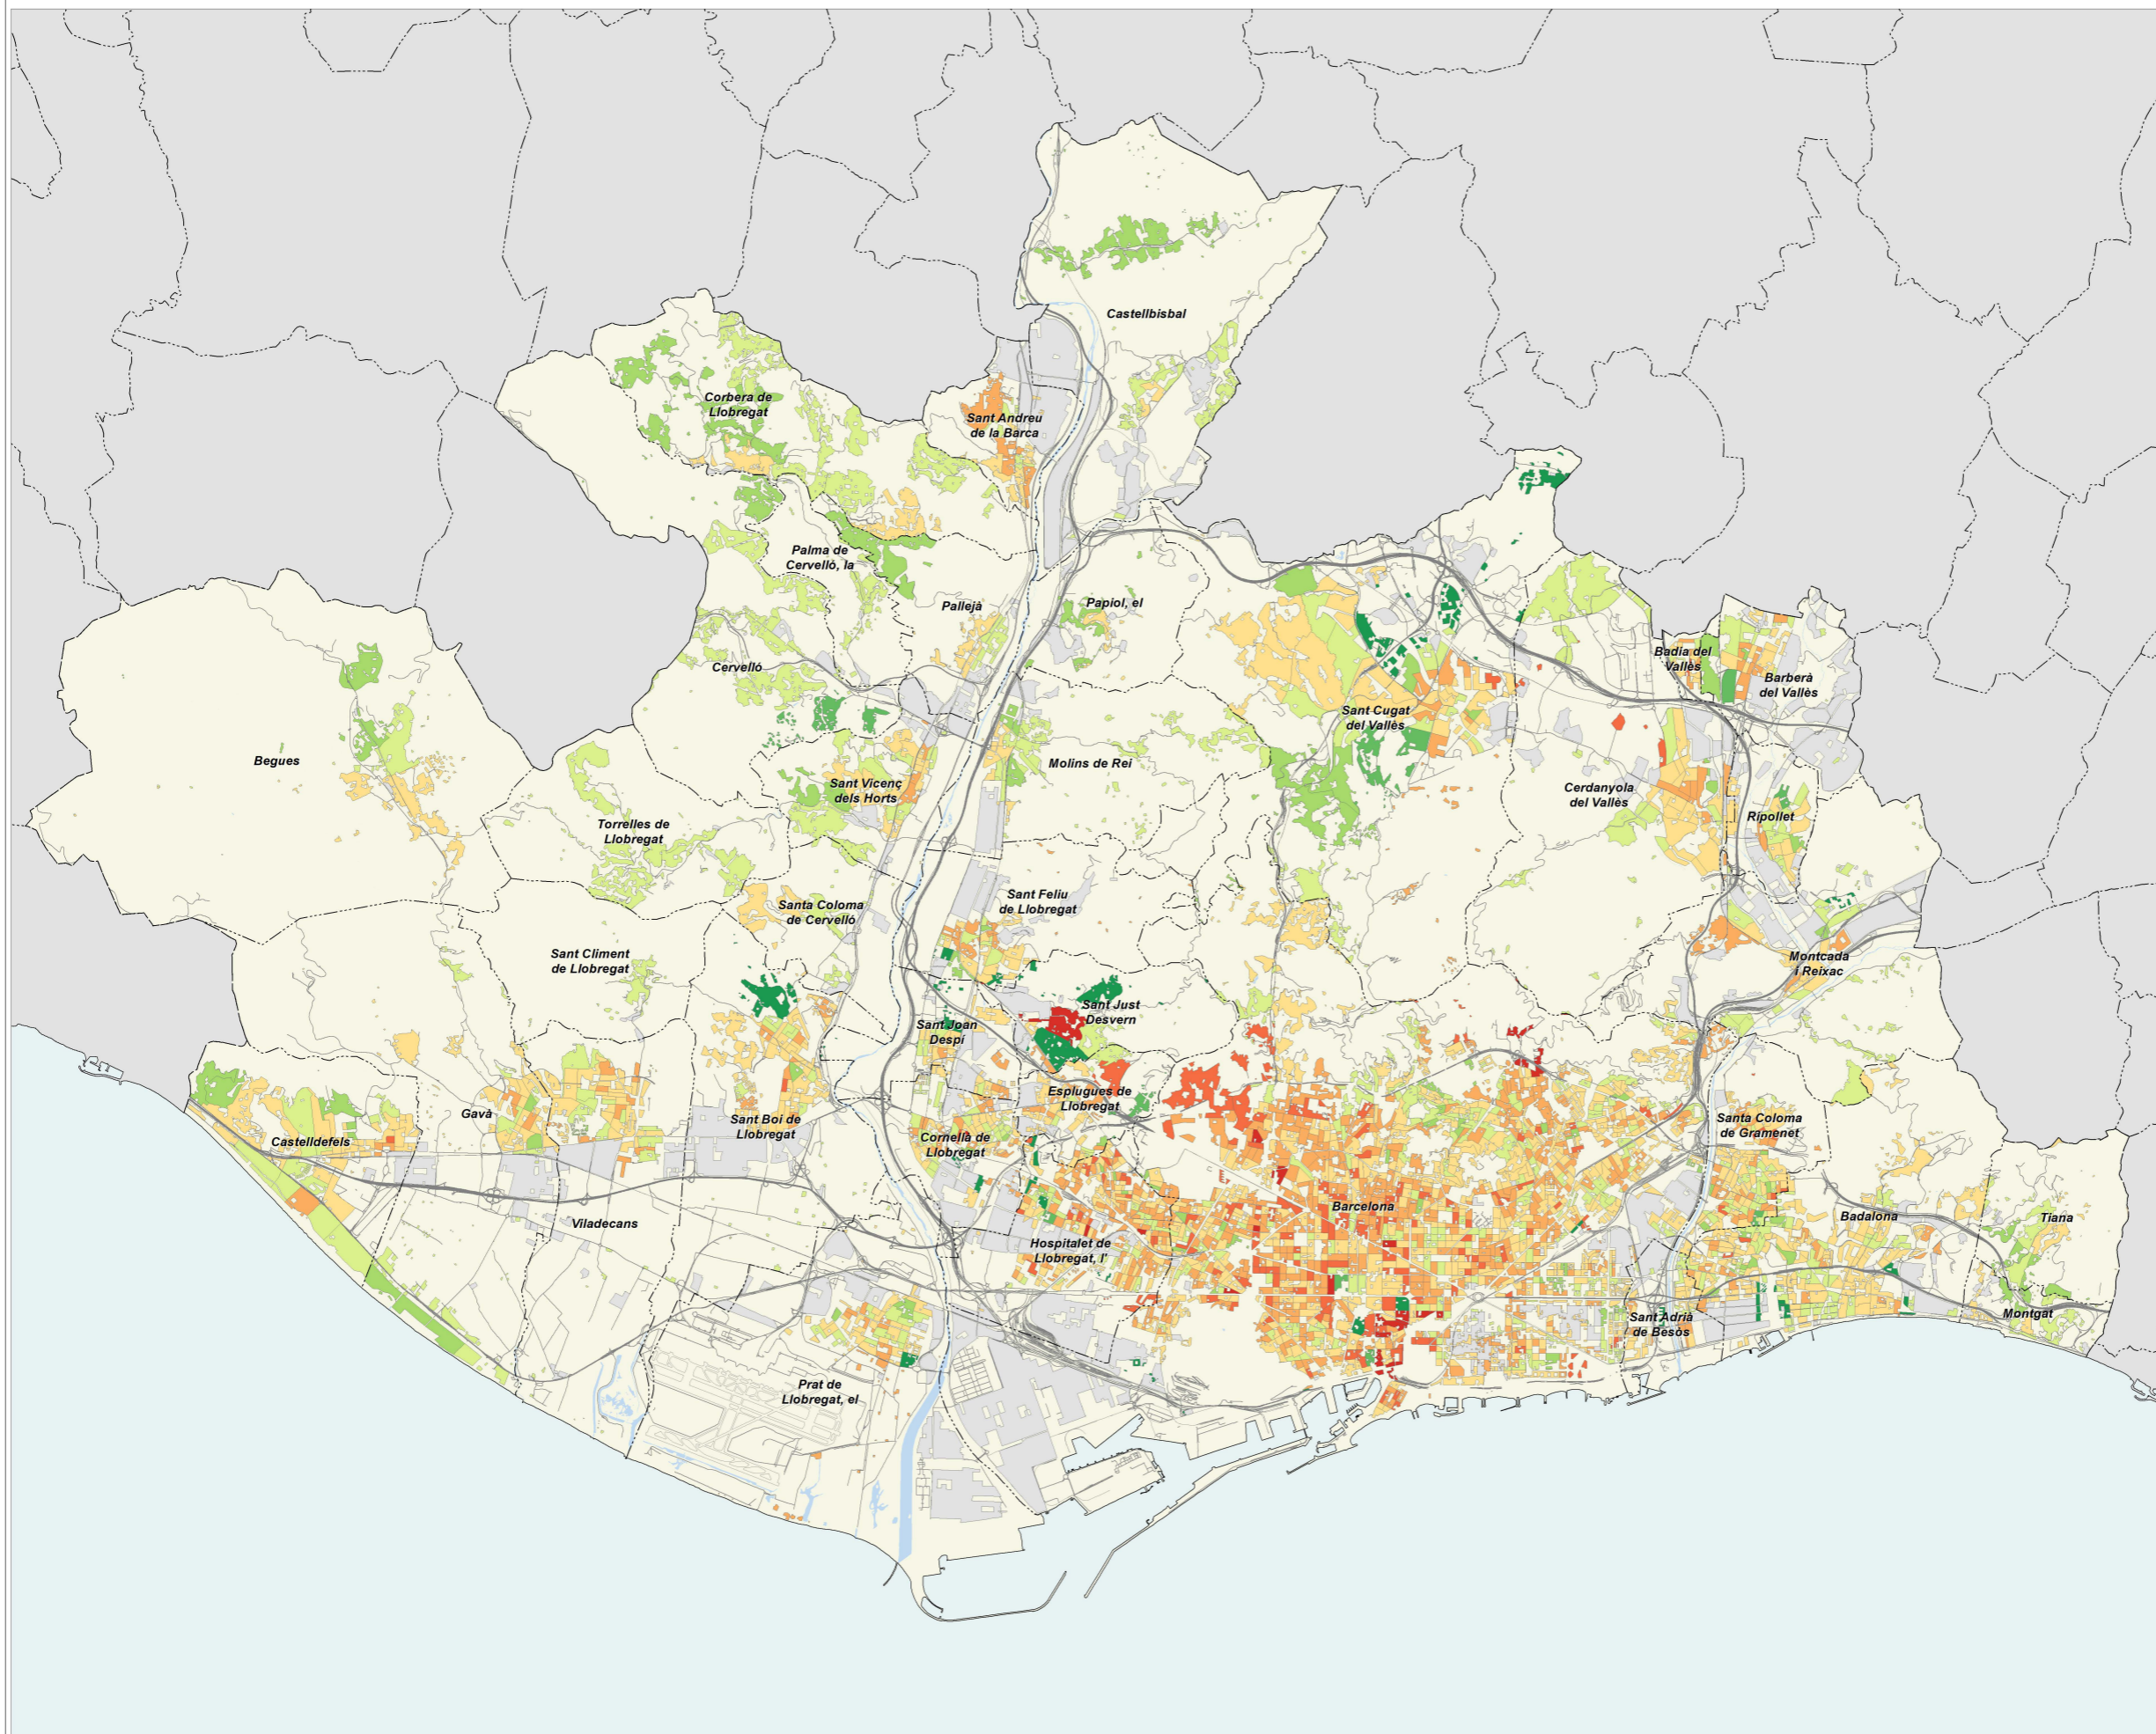 Castellbisbal
Corbera de
Llobregat
Sant Andreu
de la Barca
Palma de
Cervelló, la
Pallejà
Papiol, el
Cervelló
Badia del
Vallès
Barberà
del Vallès
Sant Cugat
del Vallès
Begues
Molins de Rei
Sant Vicenç
dels Horts
Cerdanyola
del Vallès
Ripollet
Torrelles de
Llobregat
Sant Feliu
de Llobregat
Santa Coloma
de Cervelló
Sant Climent
de Llobregat
Montcada
i Reixac
Sant Just
Desvern
Sant Joan
Despí
Esplugues de
Llobregat
Gavà
Castelldefels
Sant Boi de
Llobregat
Cornellà de
Llobregat
Santa Coloma
de Gramenet
Barcelona
Badalona
Tiana
Viladecans
Hospitalet de
Llobregat, l'
Sant Adrià
de Besòs
Montgat
Prat de
Llobregat, el